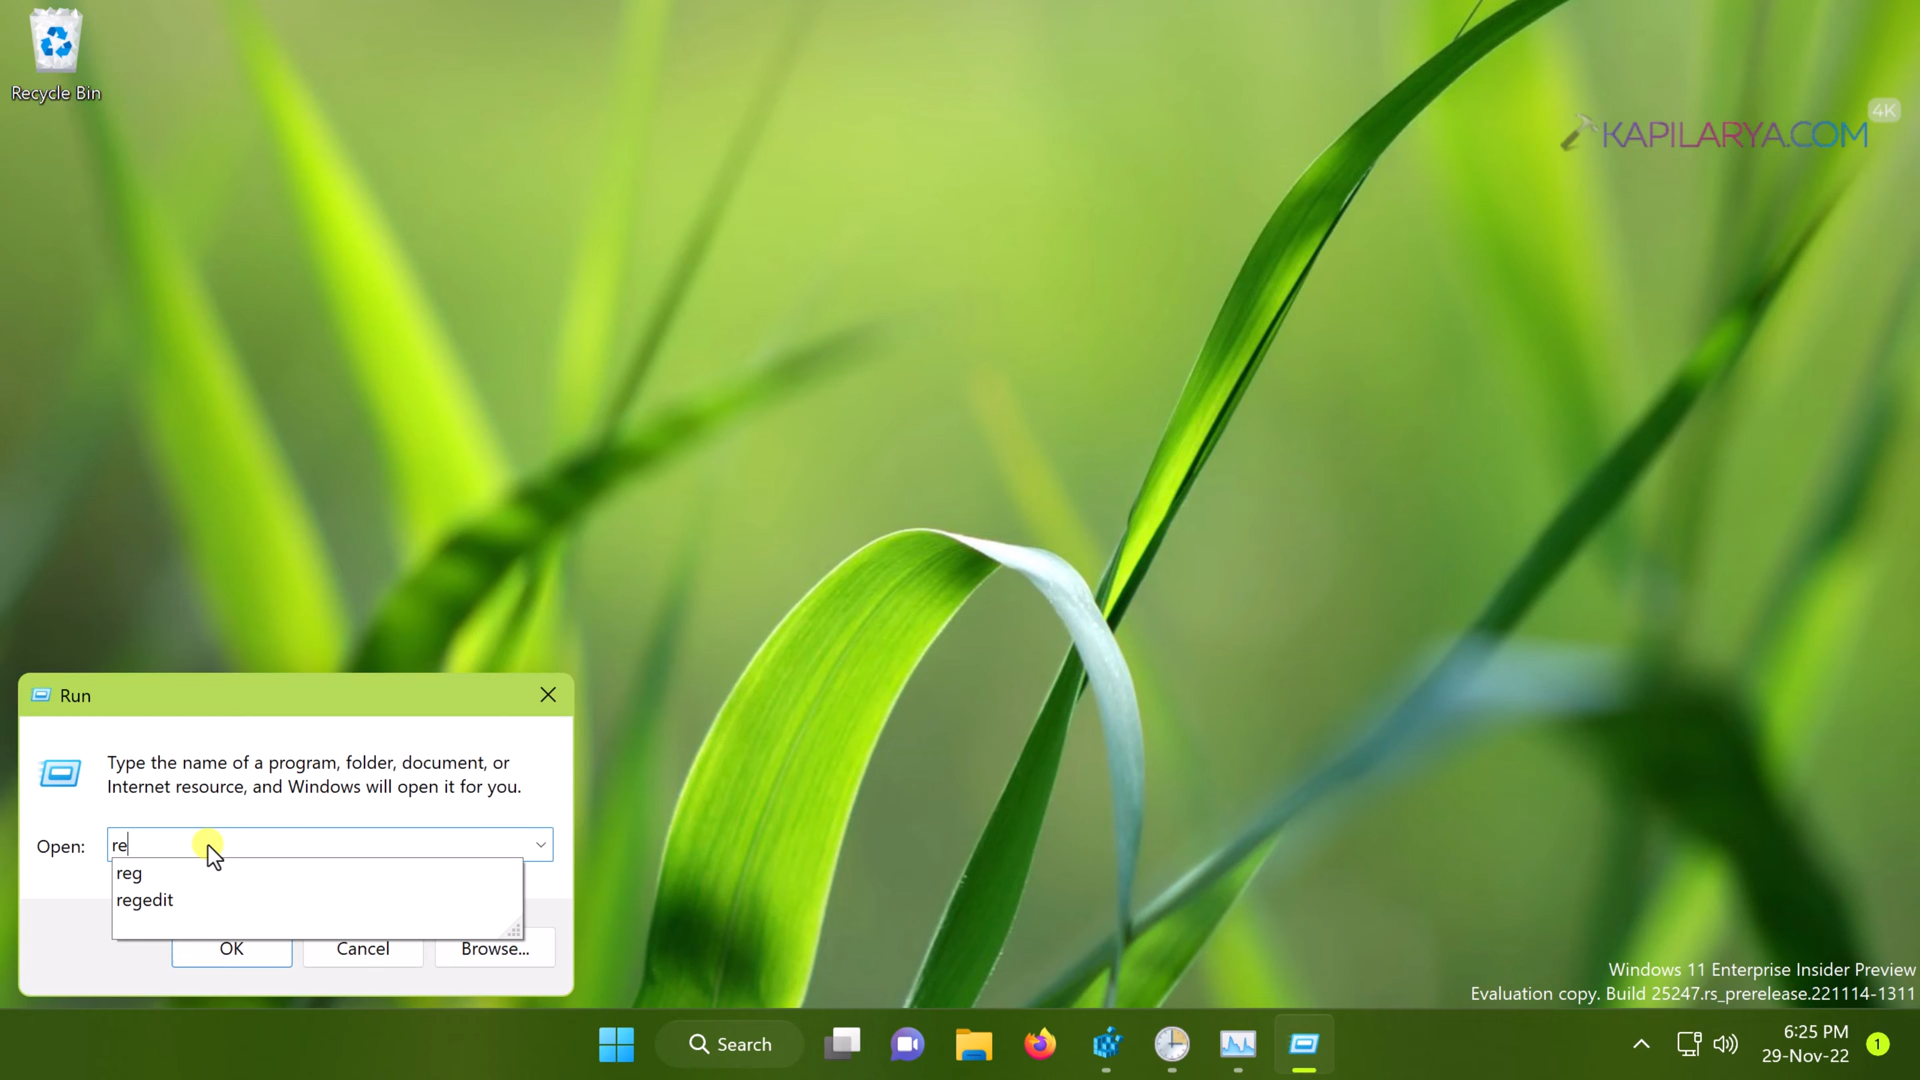 Recycle Bin
4K
KAPILARYA.COM
Run
Type the name of a program, folder, document, or
Internet resource, and Windows will open it for you.
Open:
re
reg
regedit
OK
Cancel
Browse...
Windows 11 Enterprise Insider Preview
Evaluation copy. Build 25247.rs_prerelease.221114-1311
Search
6:25 PM
29-Nov-22
1